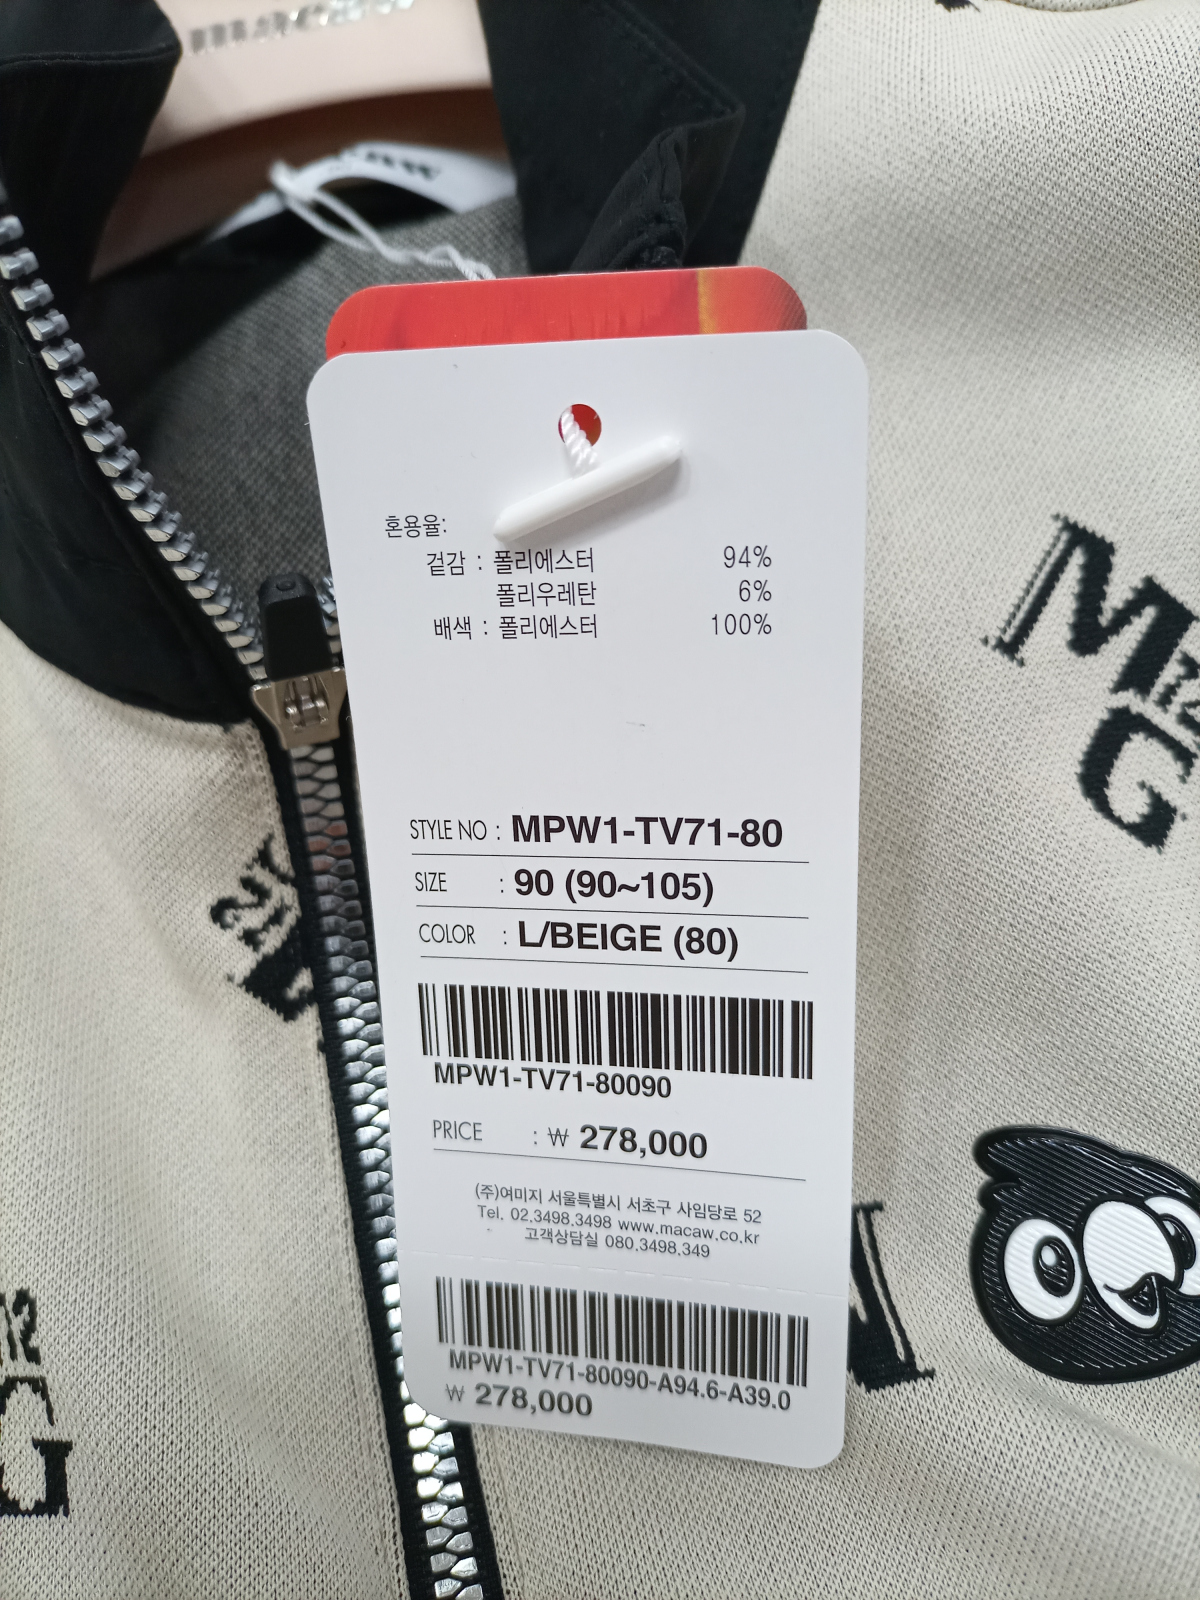 혼용율:
겉감 : 폴리에스터 94%
폴리우레탄 6%
배색 : 폴리에스터 100%
STYLE NO : MPW1-TV71-80
SIZE : 90 (90~105)
COLOR : L/BEIGE (80)
MPW1-TV71-80090
PRICE : ₩ 278,000
(주)여미지 서울특별시 서초구 사임당로 52
Tel. 02.3498.3498 www.macaw.co.kr
고객상담실 080.3498.349
MPW1-TV71-80090-A94.6-A39.0
₩ 278,000
M
G
12
G